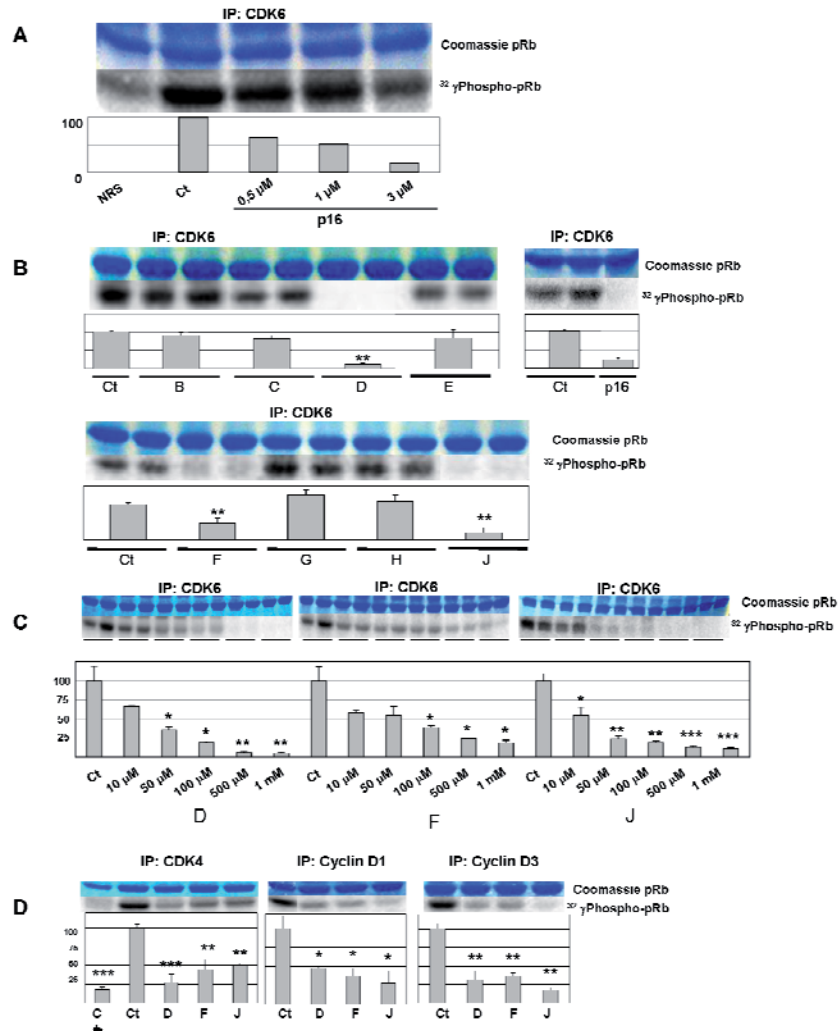 A
IP: CDK6
Coomassie pRb
³² γPhospho-pRb
100
0
NRS Ct 0,5 µM 1 µM 3 µM
p16
B
IP: CDK6 IP: CDK6
Coomassie pRb
³² γPhospho-pRb
**
Ct B C D E Ct p16
IP: CDK6
Coomassie pRb
³² γPhospho-pRb
** **
Ct F G H J
C
IP: CDK6 IP: CDK6 IP: CDK6
Coomassie pRb
³² γPhospho-pRb
100
75
50
25
* * ** ** * * * * ** ** *** ***
Ct 10 µM 50 µM 100 µM 500 µM 1 mM Ct 10 µM 50 µM 100 µM 500 µM 1 mM Ct 10 µM 50 µM 100 µM 500 µM 1 mM
D F J
D
IP: CDK4 IP: Cyclin D1 IP: Cyclin D3
Coomassie pRb
γPhospho-pRb
100
75
50
25
*** *** ** ** * * * ** ** **
C Ct D F J Ct D F J Ct D F J